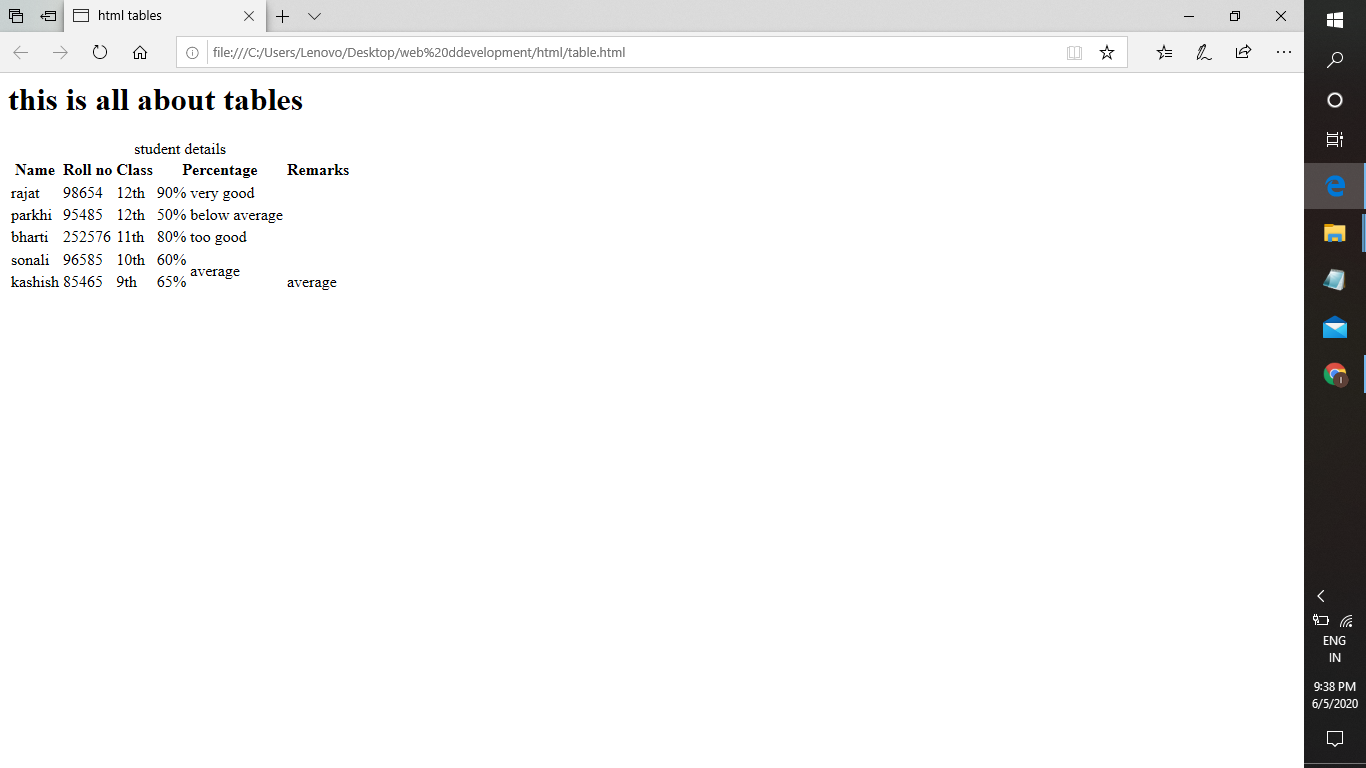 html tables
file:///C:/Users/Lenovo/Desktop/web%20ddevelopment/html/table.html
this is all about tables
student details
Name Roll no Class Percentage Remarks
rajat 98654 12th 90% very good
parkhi 95485 12th 50% below average
bharti 252576 11th 80% too good
sonali 96585 10th 60%
average
kashish 85465 9th 65% average
ENG
IN
9:38 PM
6/5/2020